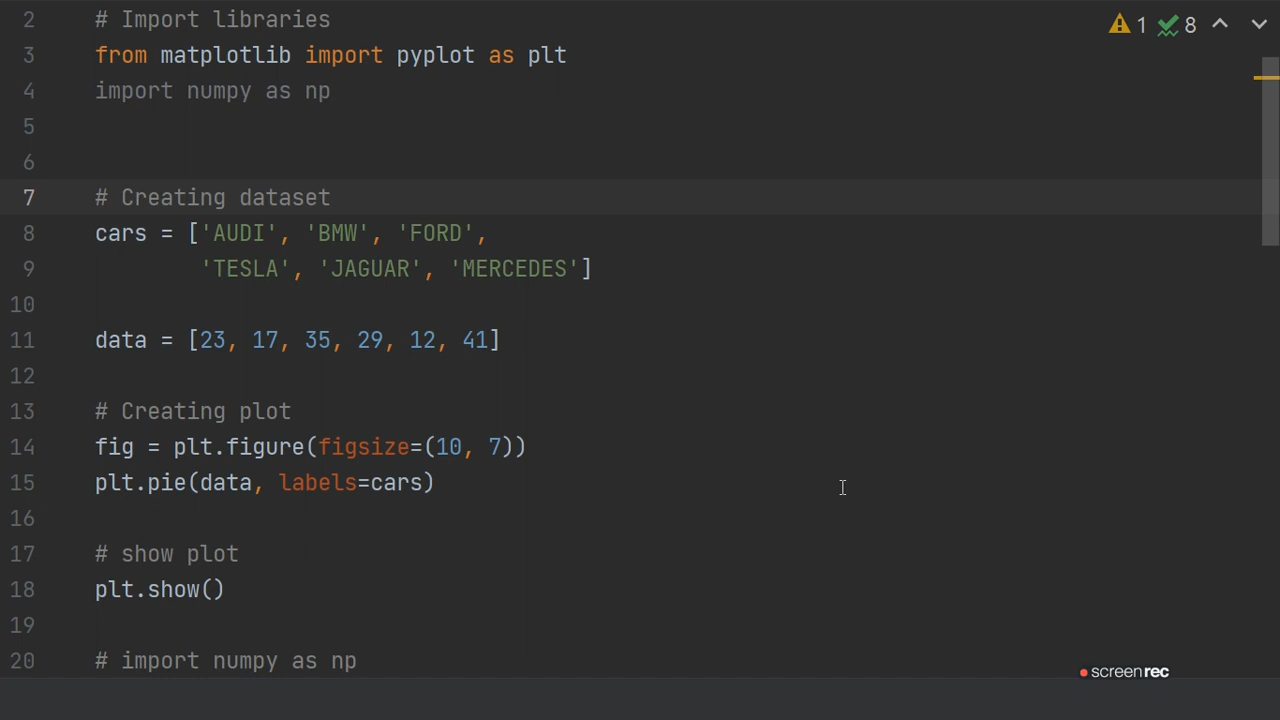 1 8
2 # Import libraries
3 from matplotlib import pyplot as plt
4 import numpy as np
5
6
7 # Creating dataset
8 cars = ['AUDI', 'BMW', 'FORD',
9 'TESLA', 'JAGUAR', 'MERCEDES']
10
11 data = [23, 17, 35, 29, 12, 41]
12
13 # Creating plot
14 fig = plt.figure(figsize=(10, 7))
15 plt.pie(data, labels=cars)
16
17 # show plot
18 plt.show()
19
20 # import numpy as np
screenrec